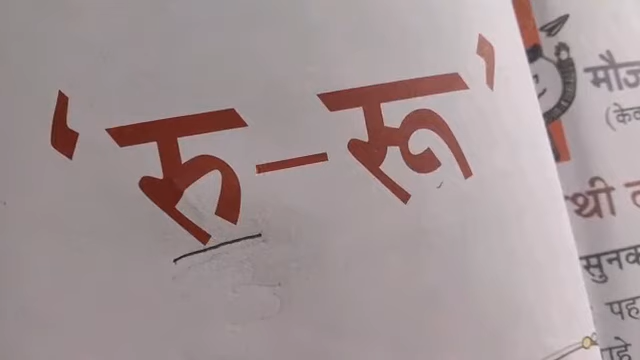 ‘रु–रू’
मौज
(केव
थी
सुनक
पह